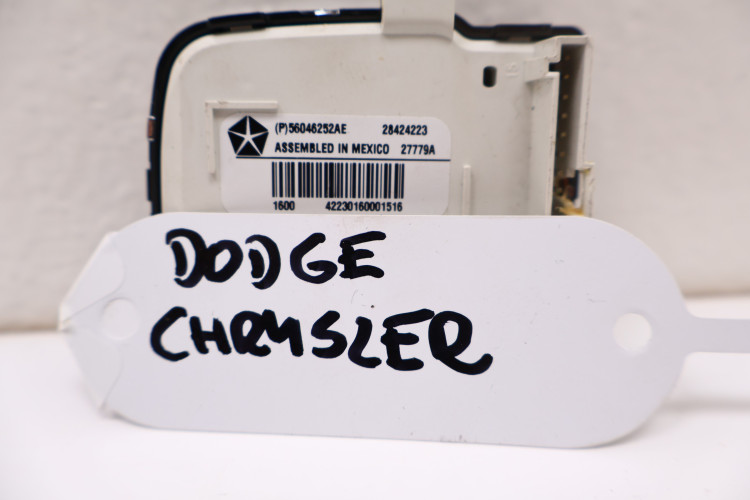 (P)56046252AE 28424223
ASSEMBLED IN MEXICO 27779A
1600 42230160001516
DODGE
CHRYSLER